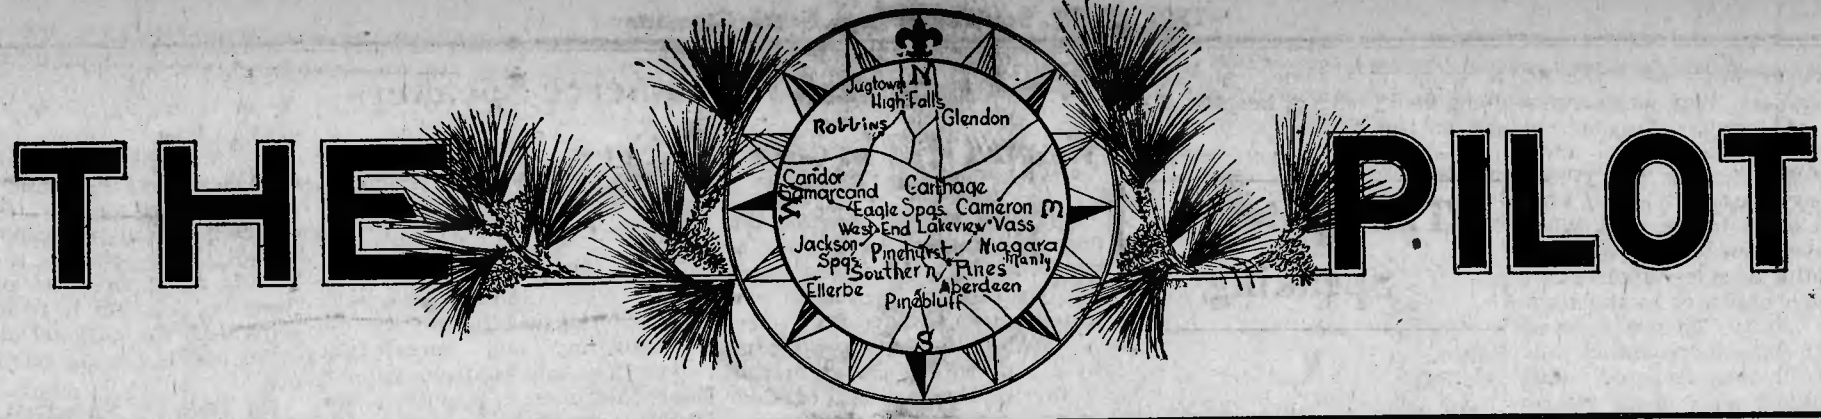 THE PILOT
N
Jugtown
High Falls
Robbins Glendon
Candor
Samarcand Carthage
W Eagle Spgs. Cameron E
West End Lakeview Vass
Jackson Spgs. Pinehurst Niagara
Manly
Southern Pines
Ellerbe Aberdeen
Pinebluff
S